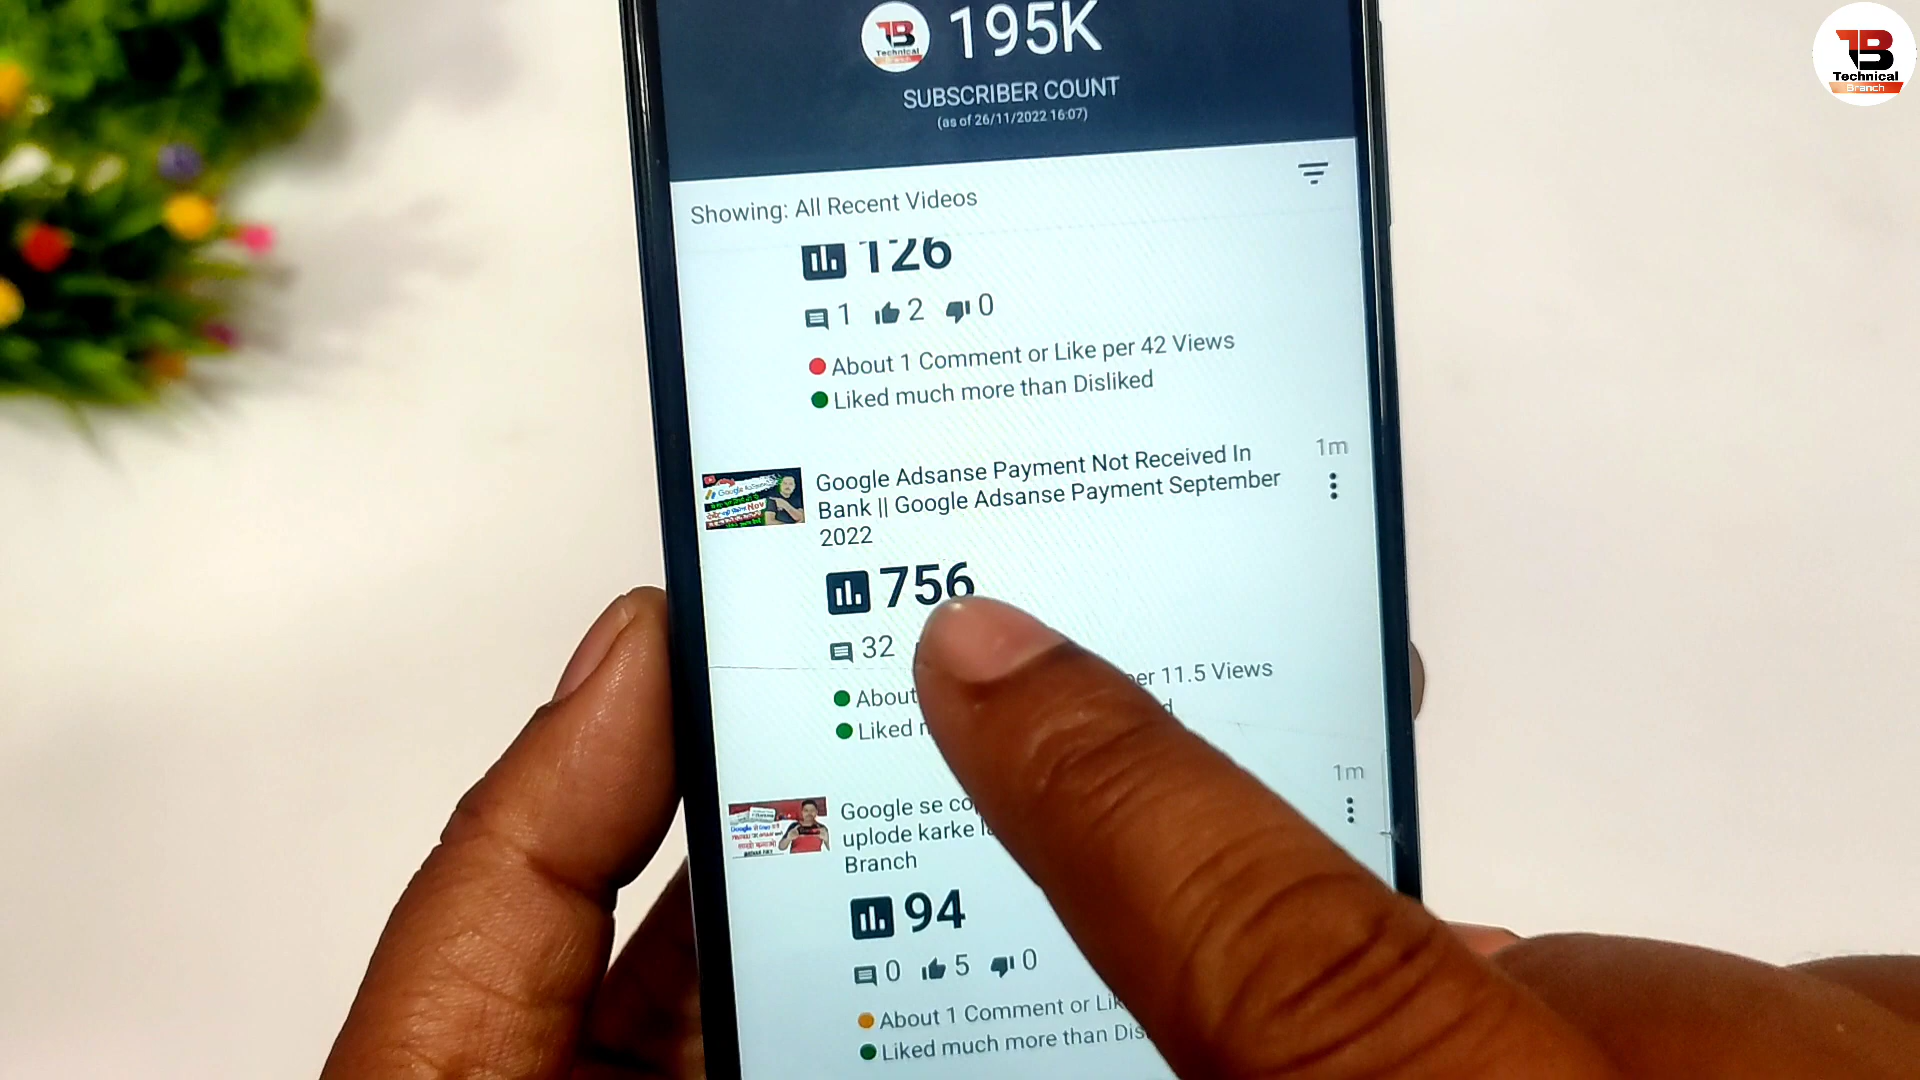 195K
Technical
SUBSCRIBER COUNT
(as of 26/11/2022 16:07)
Technical
Branch
Showing: All Recent Videos
126
1 2 0
About 1 Comment or Like per 42 Views
Liked much more than Disliked
1m
Google Adsanse Payment Not Received In
Bank || Google Adsanse Payment September
2022
756
32
About er 11.5 Views
Liked
1m
Google se
uplode karke
Branch
94
0 5 0
About 1 Comment or
Liked much more than